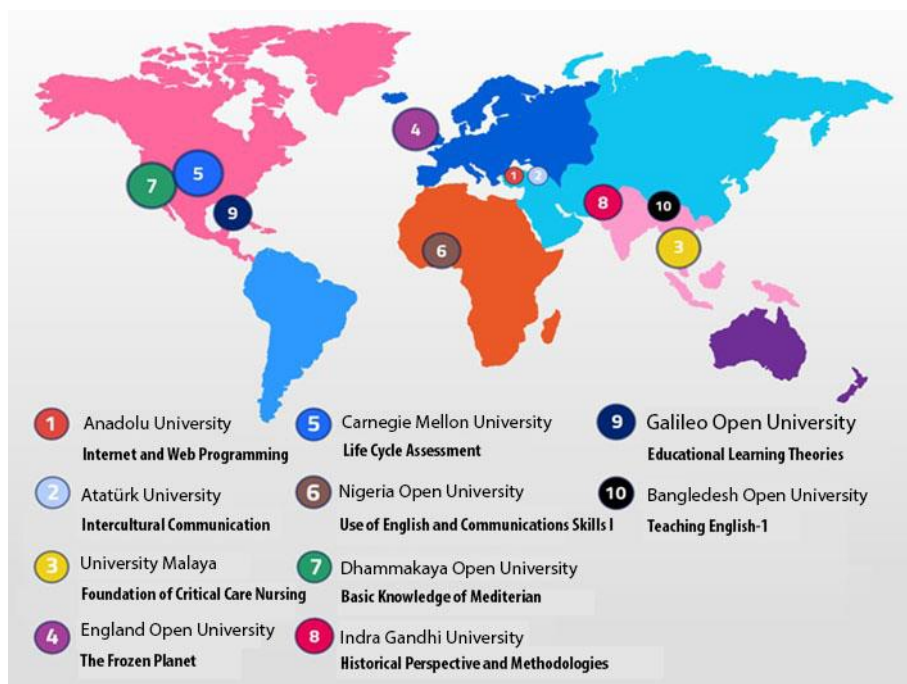 4
5
7
9
1
2
8
10
3
6
1 Anadolu University
Internet and Web Programming
2 Atatürk University
Intercultural Communication
3 University Malaya
Foundation of Critical Care Nursing
4 England Open University
The Frozen Planet
5 Carnegie Mellon University
Life Cycle Assessment
6 Nigeria Open University
Use of English and Communications Skills I
7 Dhammakaya Open University
Basic Knowledge of Mediterian
8 Indra Gandhi University
Historical Perspective and Methodologies
9 Galileo Open University
Educational Learning Theories
10 Bangledesh Open University
Teaching English-1